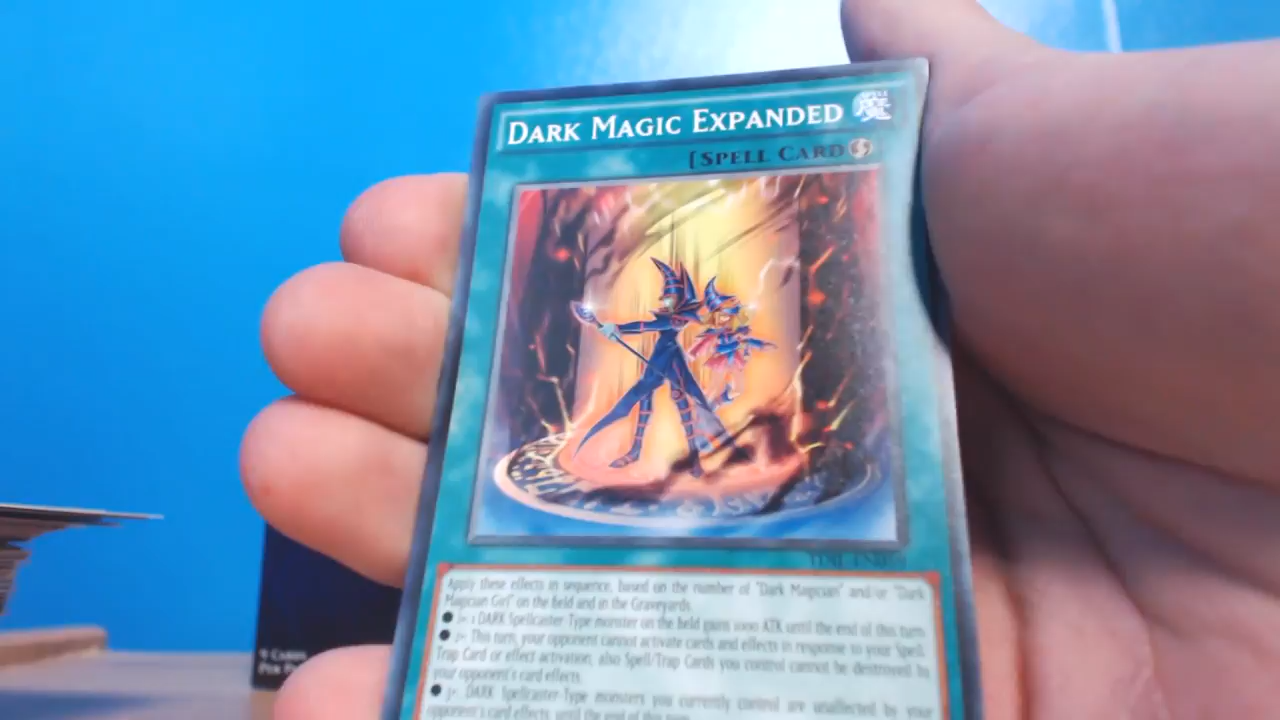 DARK MAGIC EXPANDED
SPELL
魔
[SPELL CARD
Apply these effects in sequence, based on the number of "Dark Magician" and/or "Dark
Magician Girl" on the field and in the Graveyards.
● 1+: 1 DARK Spellcaster-Type monster on the field gains 1000 ATK until the end of this turn.
● 2+: This turn, your opponent cannot activate cards and effects in response to your Spell/
Trap Card or effect activation, also Spell/Trap Cards you control cannot be destroyed by
your opponent's card effects.
● 3+: DARK Spellcaster-Type monsters you currently control are unaffected by your
opponent's card effects, until the end of this turn.
9 CARDS
PER